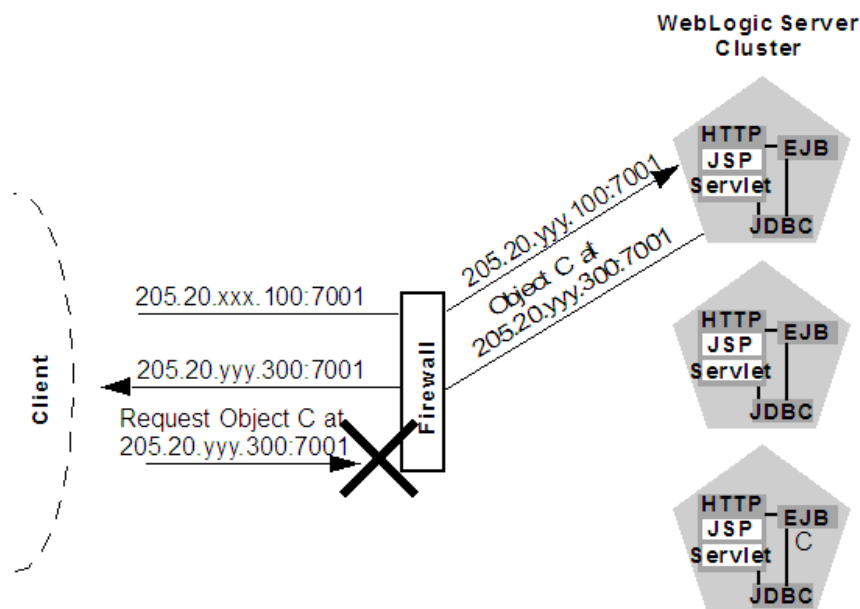 WebLogic Server
Cluster
HTTP
JSP
Servlet
EJB
JDBC
205.20.yyy.100:7001
Object C at
205.20.yyy.300:7001
205.20.xxx.100:7001
205.20.yyy.300:7001
Request Object C at
205.20.yyy.300:7001
Client
Firewall
HTTP
JSP
Servlet
EJB
JDBC
HTTP
JSP
Servlet
EJB
C
JDBC